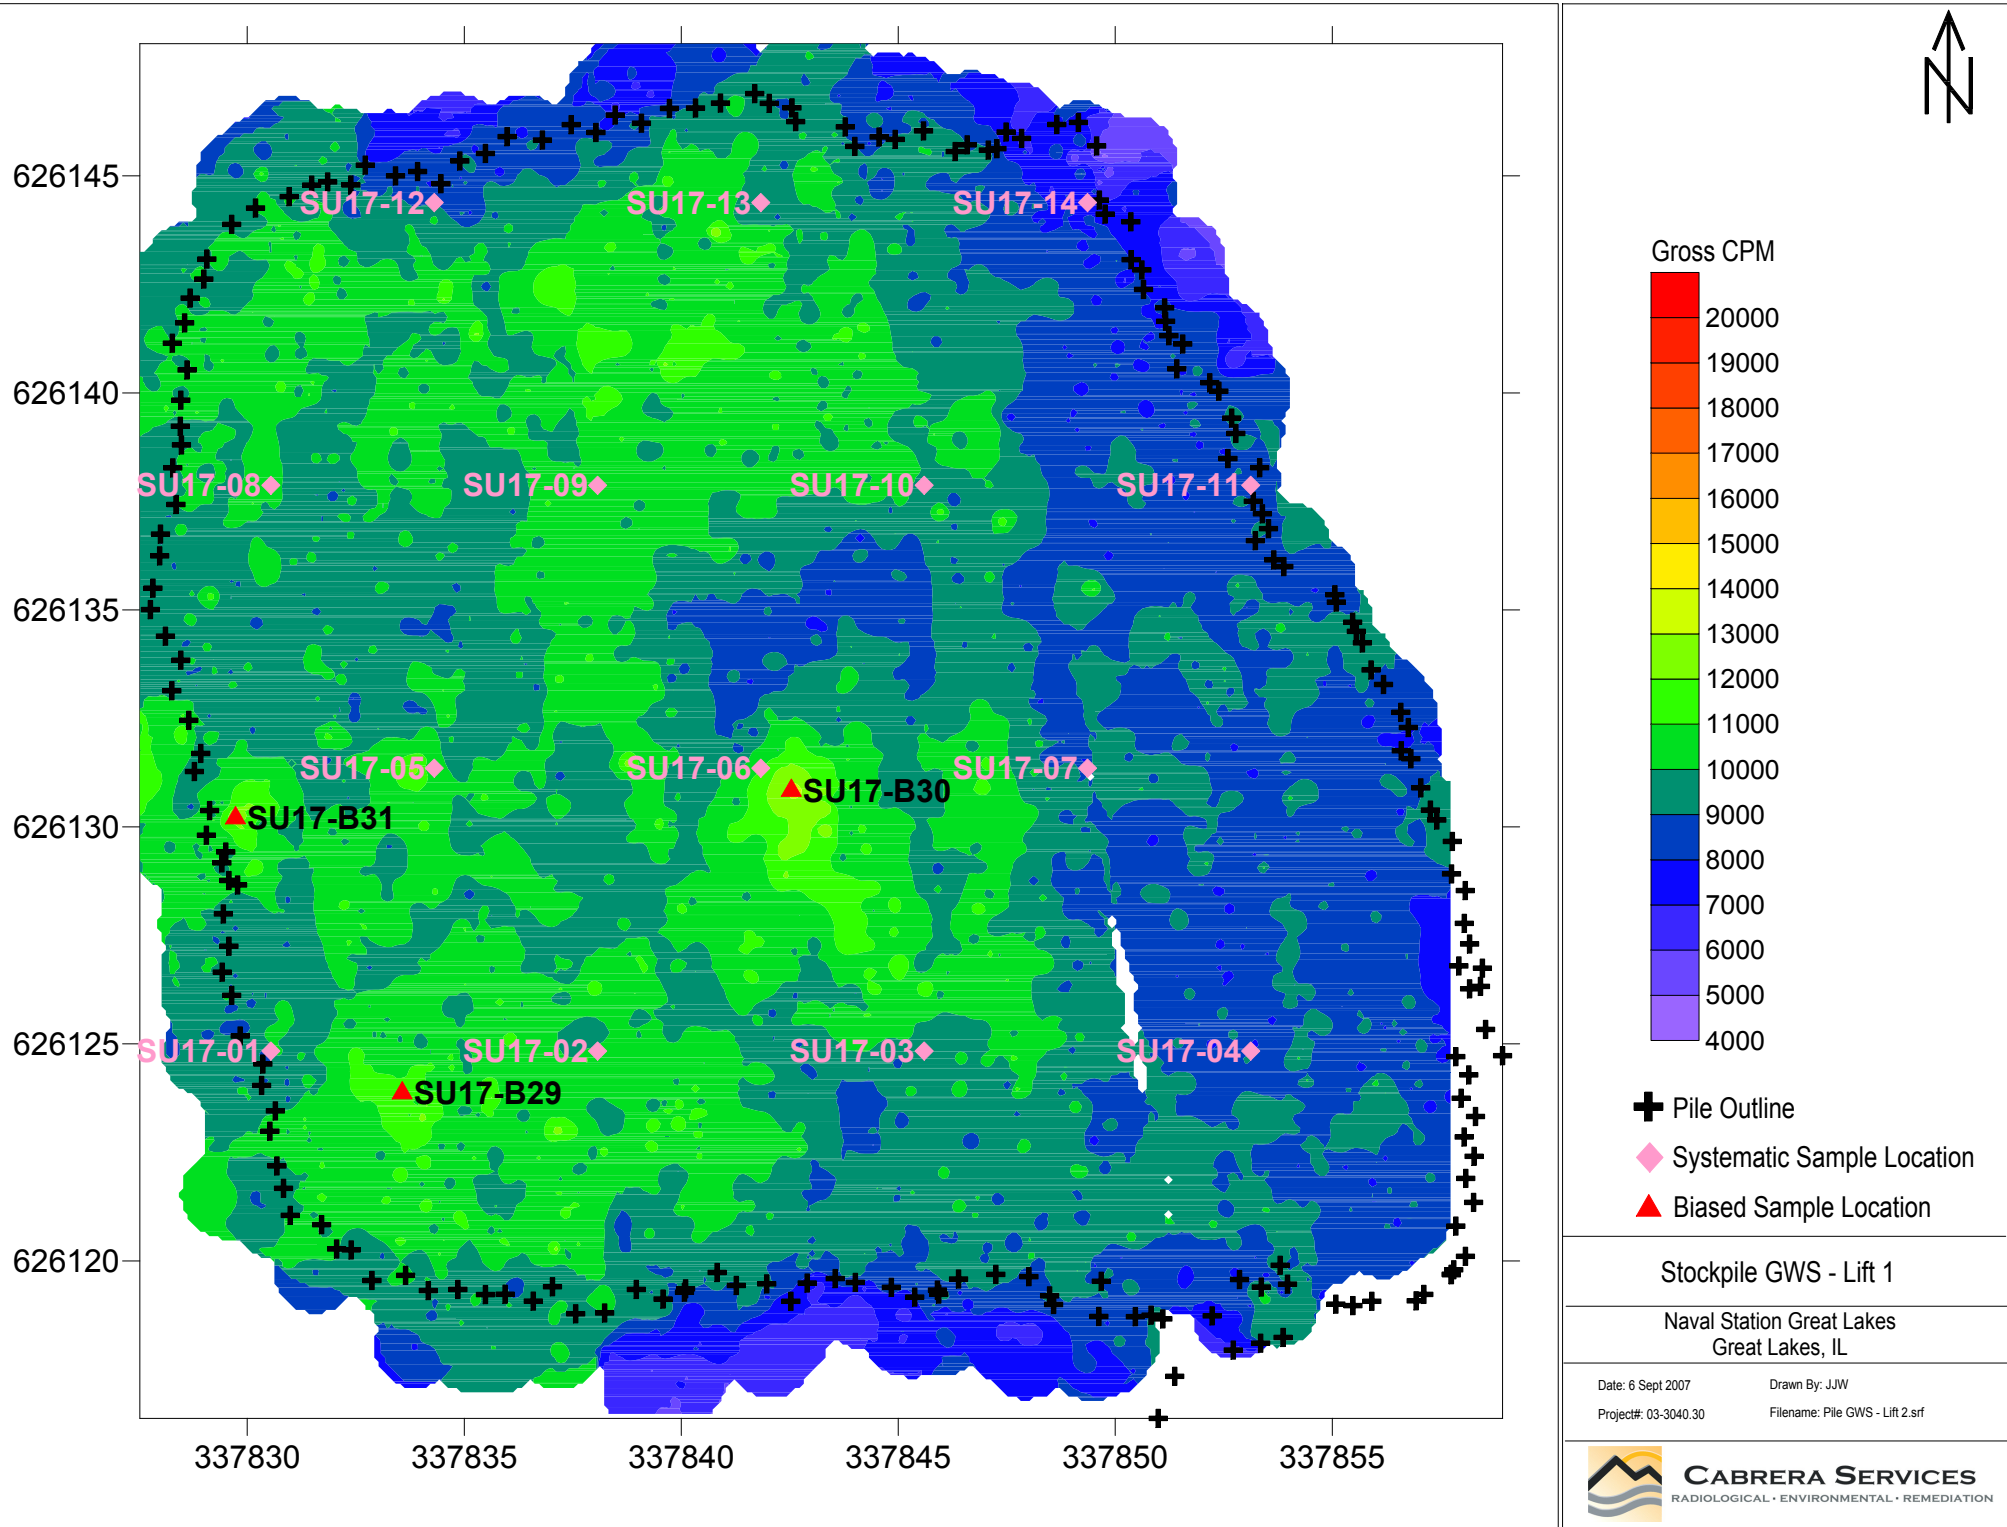 626145
626140
626135
626130
626125
626120
337830
337835
337840
337845
337850
337855
SU17-12
SU17-13
SU17-14
SU17-08
SU17-09
SU17-10
SU17-11
SU17-05
SU17-06
SU17-07
SU17-B30
SU17-B31
SU17-01
SU17-02
SU17-03
SU17-04
SU17-B29
N
Gross CPM
20000
19000
18000
17000
16000
15000
14000
13000
12000
11000
10000
9000
8000
7000
6000
5000
4000
Pile Outline
Systematic Sample Location
Biased Sample Location
Stockpile GWS - Lift 1
Naval Station Great Lakes
Great Lakes, IL
Date: 6 Sept 2007
Drawn By: JJW
Project#: 03-3040.30
Filename: Pile GWS - Lift 2.srf
CABRERA SERVICES
RADIOLOGICAL · ENVIRONMENTAL · REMEDIATION